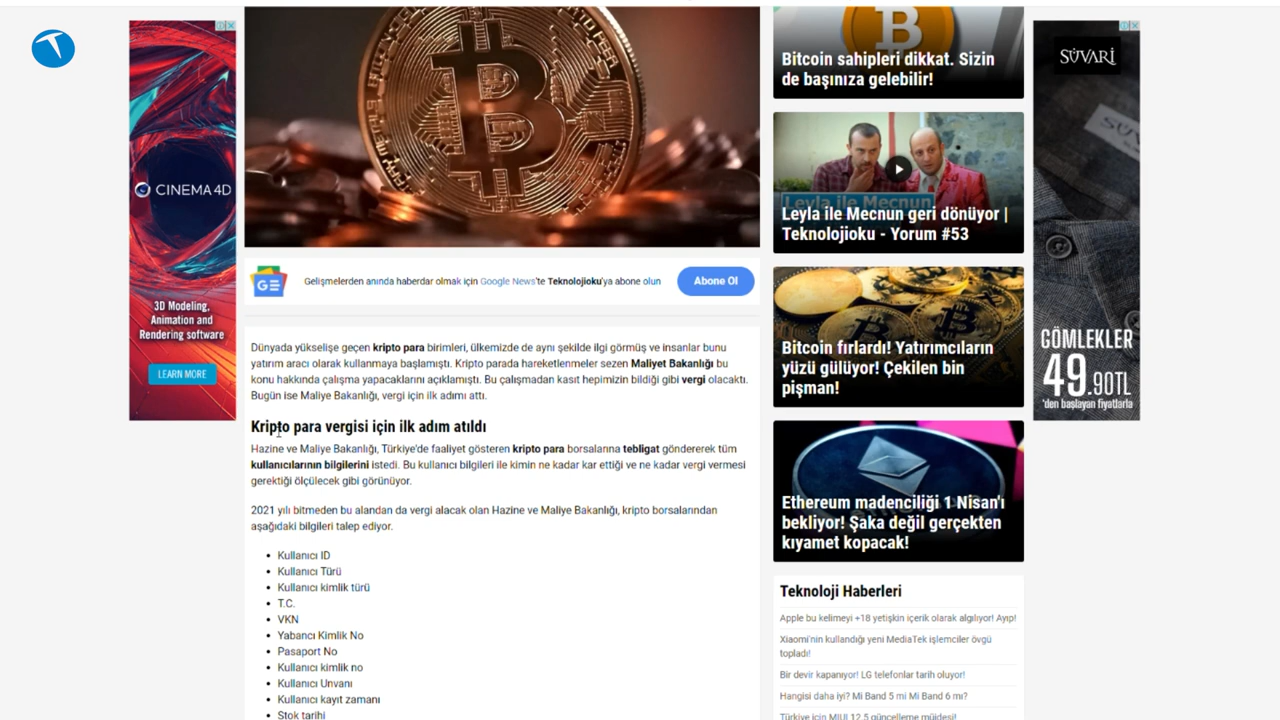 CINEMA 4D
3D Modeling,
Animation and
Rendering software
LEARN MORE
Gelişmelerden anında haberdar olmak için Google News'te Teknolojioku'ya abone olun
Abone Ol
Dünyada yükselişe geçen kripto para birimleri, ülkemizde de aynı şekilde ilgi görmüş ve insanlar bunu
yatırım aracı olarak kullanmaya başlamıştı. Kripto parada hareketlenmeler sezen Maliyet Bakanlığı bu
konu hakkında çalışma yapacaklarını açıklamıştı. Bu çalışmadan kasıt hepimizin bildiği gibi vergi olacaktı.
Bugün ise Maliye Bakanlığı, vergi için ilk adımı attı.
Kripto para vergisi için ilk adım atıldı
Hazine ve Maliye Bakanlığı, Türkiye'de faaliyet gösteren kripto para borsalarına tebligat göndererek tüm
kullanıcılarının bilgilerini istedi. Bu kullanıcı bilgileri ile kimin ne kadar kar ettiği ve ne kadar vergi vermesi
gerektiği ölçülecek gibi görünüyor.
2021 yılı bitmeden bu alandan da vergi alacak olan Hazine ve Maliye Bakanlığı, kripto borsalarından
aşağıdaki bilgileri talep ediyor.
Kullanıcı ID
Kullanıcı Türü
Kullanıcı kimlik türü
T.C.
VKN
Yabancı Kimlik No
Pasaport No
Kullanıcı kimlik no
Kullanıcı Unvanı
Kullanıcı kayıt zamanı
Stok tarihi
Bitcoin sahipleri dikkat. Sizin
de başınıza gelebilir!
Leyla ile Mecnun
Leyla ile Mecnun geri dönüyor |
Teknolojioku - Yorum #53
Bitcoin fırladı! Yatırımcıların
yüzü gülüyor! Çekilen bin
pişman!
Ethereum madenciliği 1 Nisan'ı
bekliyor! Şaka değil gerçekten
kıyamet kopacak!
Teknoloji Haberleri
Apple bu kelimeyi +18 yetişkin içerik olarak algılıyor! Ayıp!
Xiaomi'nin kullandığı yeni MediaTek işlemciler övgü
topladı!
Bir devir kapanıyor! LG telefonlar tarih oluyor!
Hangisi daha iyi? Mi Band 5 mi Mi Band 6 mı?
Türkiye için MIUI 12.5 güncelleme müjdesi!
SÜVARİ
GÖMLEKLER
49.90TL
'den başlayan fiyatlarla